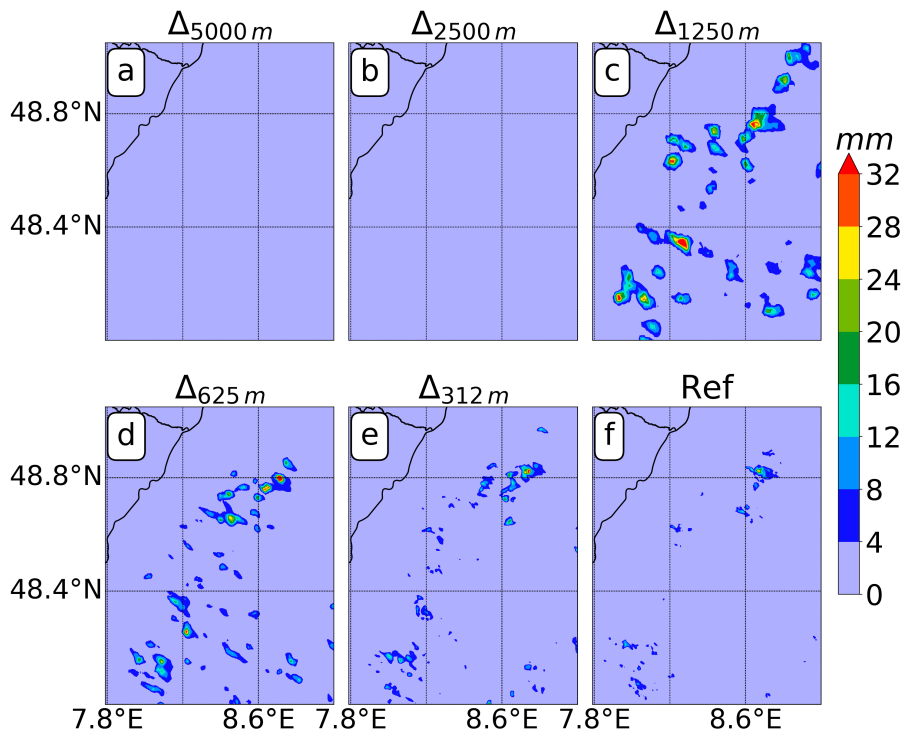 Δ5000 m Δ2500 m Δ1250 m
a b c
48.8°N
48.4°N
mm
32
28
24
20
16
12
8
4
0
Δ625 m Δ312 m Ref
d e f
48.8°N
48.4°N
7.8°E 8.6°E 7.8°E 8.6°E 7.8°E 8.6°E